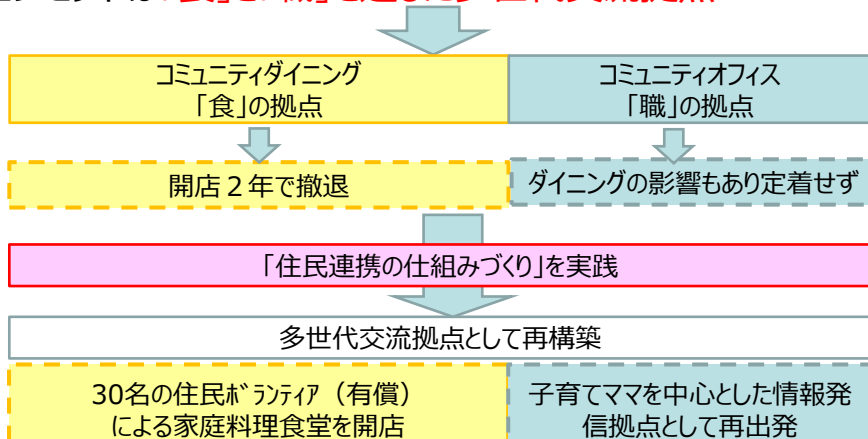 コミュニティダイニング
「食」の拠点
コミュニティオフィス
「職」の拠点
開店２年で撤退
ダイニングの影響もあり定着せず
「住民連携の仕組みづくり」を実践
多世代交流拠点として再構築
30名の住民ﾎﾞﾗﾝﾃｨｱ（有償）
による家庭料理食堂を開店
子育てママを中心とした情報発
信拠点として再出発